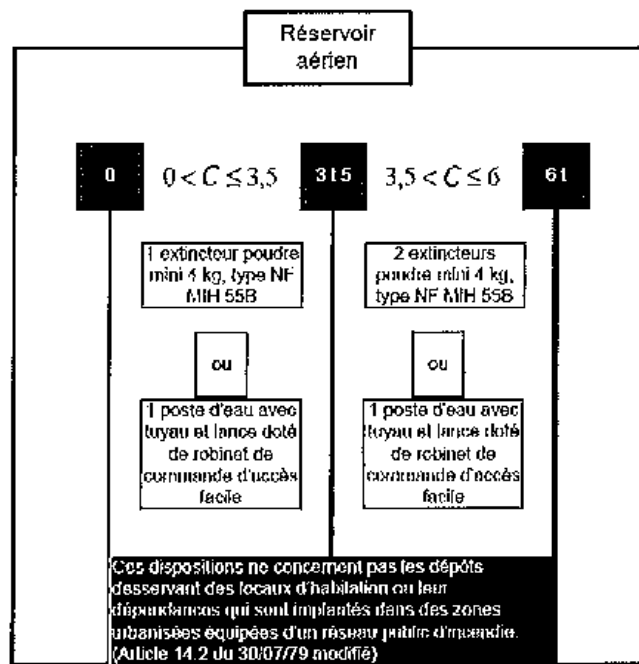 Réservoir
aérien
0
0 < C ≤ 3,5
315
3,5 < C ≤ 6
61
1 extincteur poudre
mini 4 kg, type NF
MIH 55B
2 extincteurs
poudre mini 4 kg,
type NF MIH 55B
ou
ou
1 poste d'eau avec
tuyau et lance doté
de robinet de
commande d'accès
facile
1 poste d'eau avec
tuyau et lance doté
de robinet de
commande d'accès
facile
Ces dispositions ne concernent pas les dépôts
desservant des locaux d'habitation ou leur
dépendances qui sont implantés dans des zones
urbanisées équipées d'un réseau public d'incendie.
(Article 14.2 du 30/07/79 modifié)